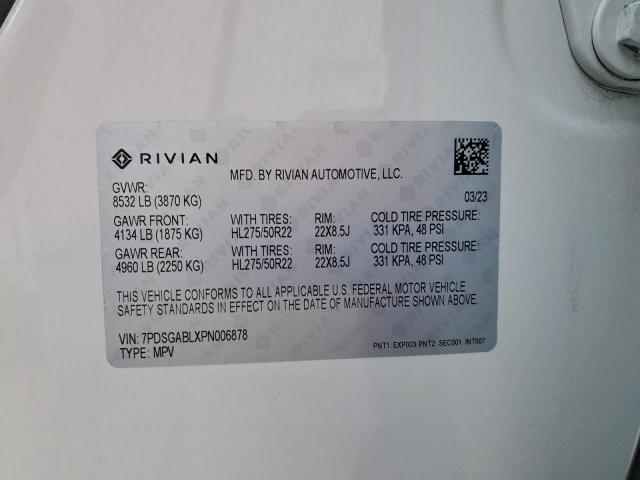 RIVIAN
MFD. BY RIVIAN AUTOMOTIVE, LLC.
GVWR:
8532 LB (3870 KG)
03/23
GAWR FRONT: WITH TIRES: RIM: COLD TIRE PRESSURE:
4134 LB (1875 KG) HL275/50R22 22X8.5J 331 KPA, 48 PSI
GAWR REAR: WITH TIRES: RIM: COLD TIRE PRESSURE:
4960 LB (2250 KG) HL275/50R22 22X8.5J 331 KPA, 48 PSI
THIS VEHICLE CONFORMS TO ALL APPLICABLE U.S. FEDERAL MOTOR VEHICLE
SAFETY STANDARDS IN EFFECT ON THE DATE OF MANUFACTURE SHOWN ABOVE.
VIN: 7PDSGABLXPN006878
TYPE: MPV
PNT1: EXP003 PNT2: SEC001 INT007